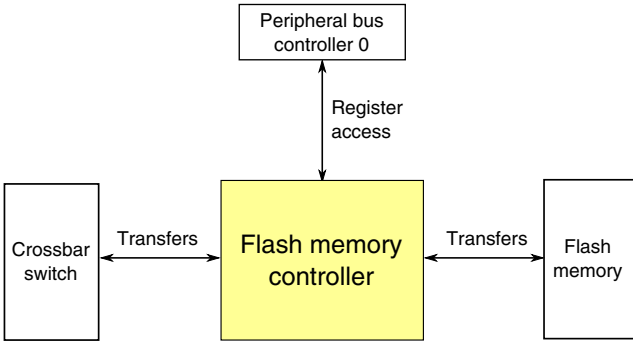 Peripheral bus
controller 0
Register
access
Crossbar
switch
Transfers
Flash memory
controller
Transfers
Flash
memory